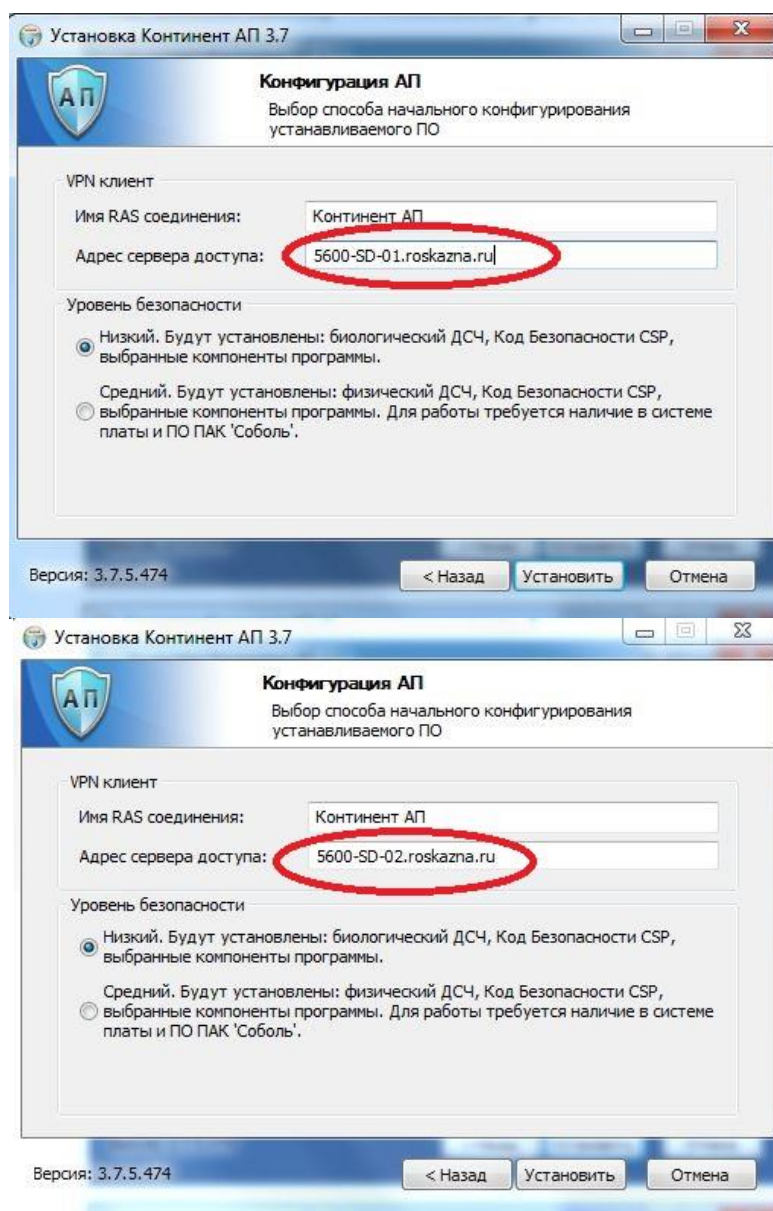 Установка Континент АП 3.7
АП
Конфигурация АП
Выбор способа начального конфигурирования
устанавливаемого ПО
VPN клиент
Имя RAS соединения: Континент АП
Адрес сервера доступа: 5600-SD-01.roskazna.ru
Уровень безопасности
Низкий. Будут установлены: биологический ДСЧ, Код Безопасности CSP,
выбранные компоненты программы.
Средний. Будут установлены: физический ДСЧ, Код Безопасности CSP,
выбранные компоненты программы. Для работы требуется наличие в системе
платы и ПО ПАК 'Соболь'.
Версия: 3.7.5.474 < Назад Установить Отмена
Установка Континент АП 3.7
АП
Конфигурация АП
Выбор способа начального конфигурирования
устанавливаемого ПО
VPN клиент
Имя RAS соединения: Континент АП
Адрес сервера доступа: 5600-SD-02.roskazna.ru
Уровень безопасности
Низкий. Будут установлены: биологический ДСЧ, Код Безопасности CSP,
выбранные компоненты программы.
Средний. Будут установлены: физический ДСЧ, Код Безопасности CSP,
выбранные компоненты программы. Для работы требуется наличие в системе
платы и ПО ПАК 'Соболь'.
Версия: 3.7.5.474 < Назад Установить Отмена